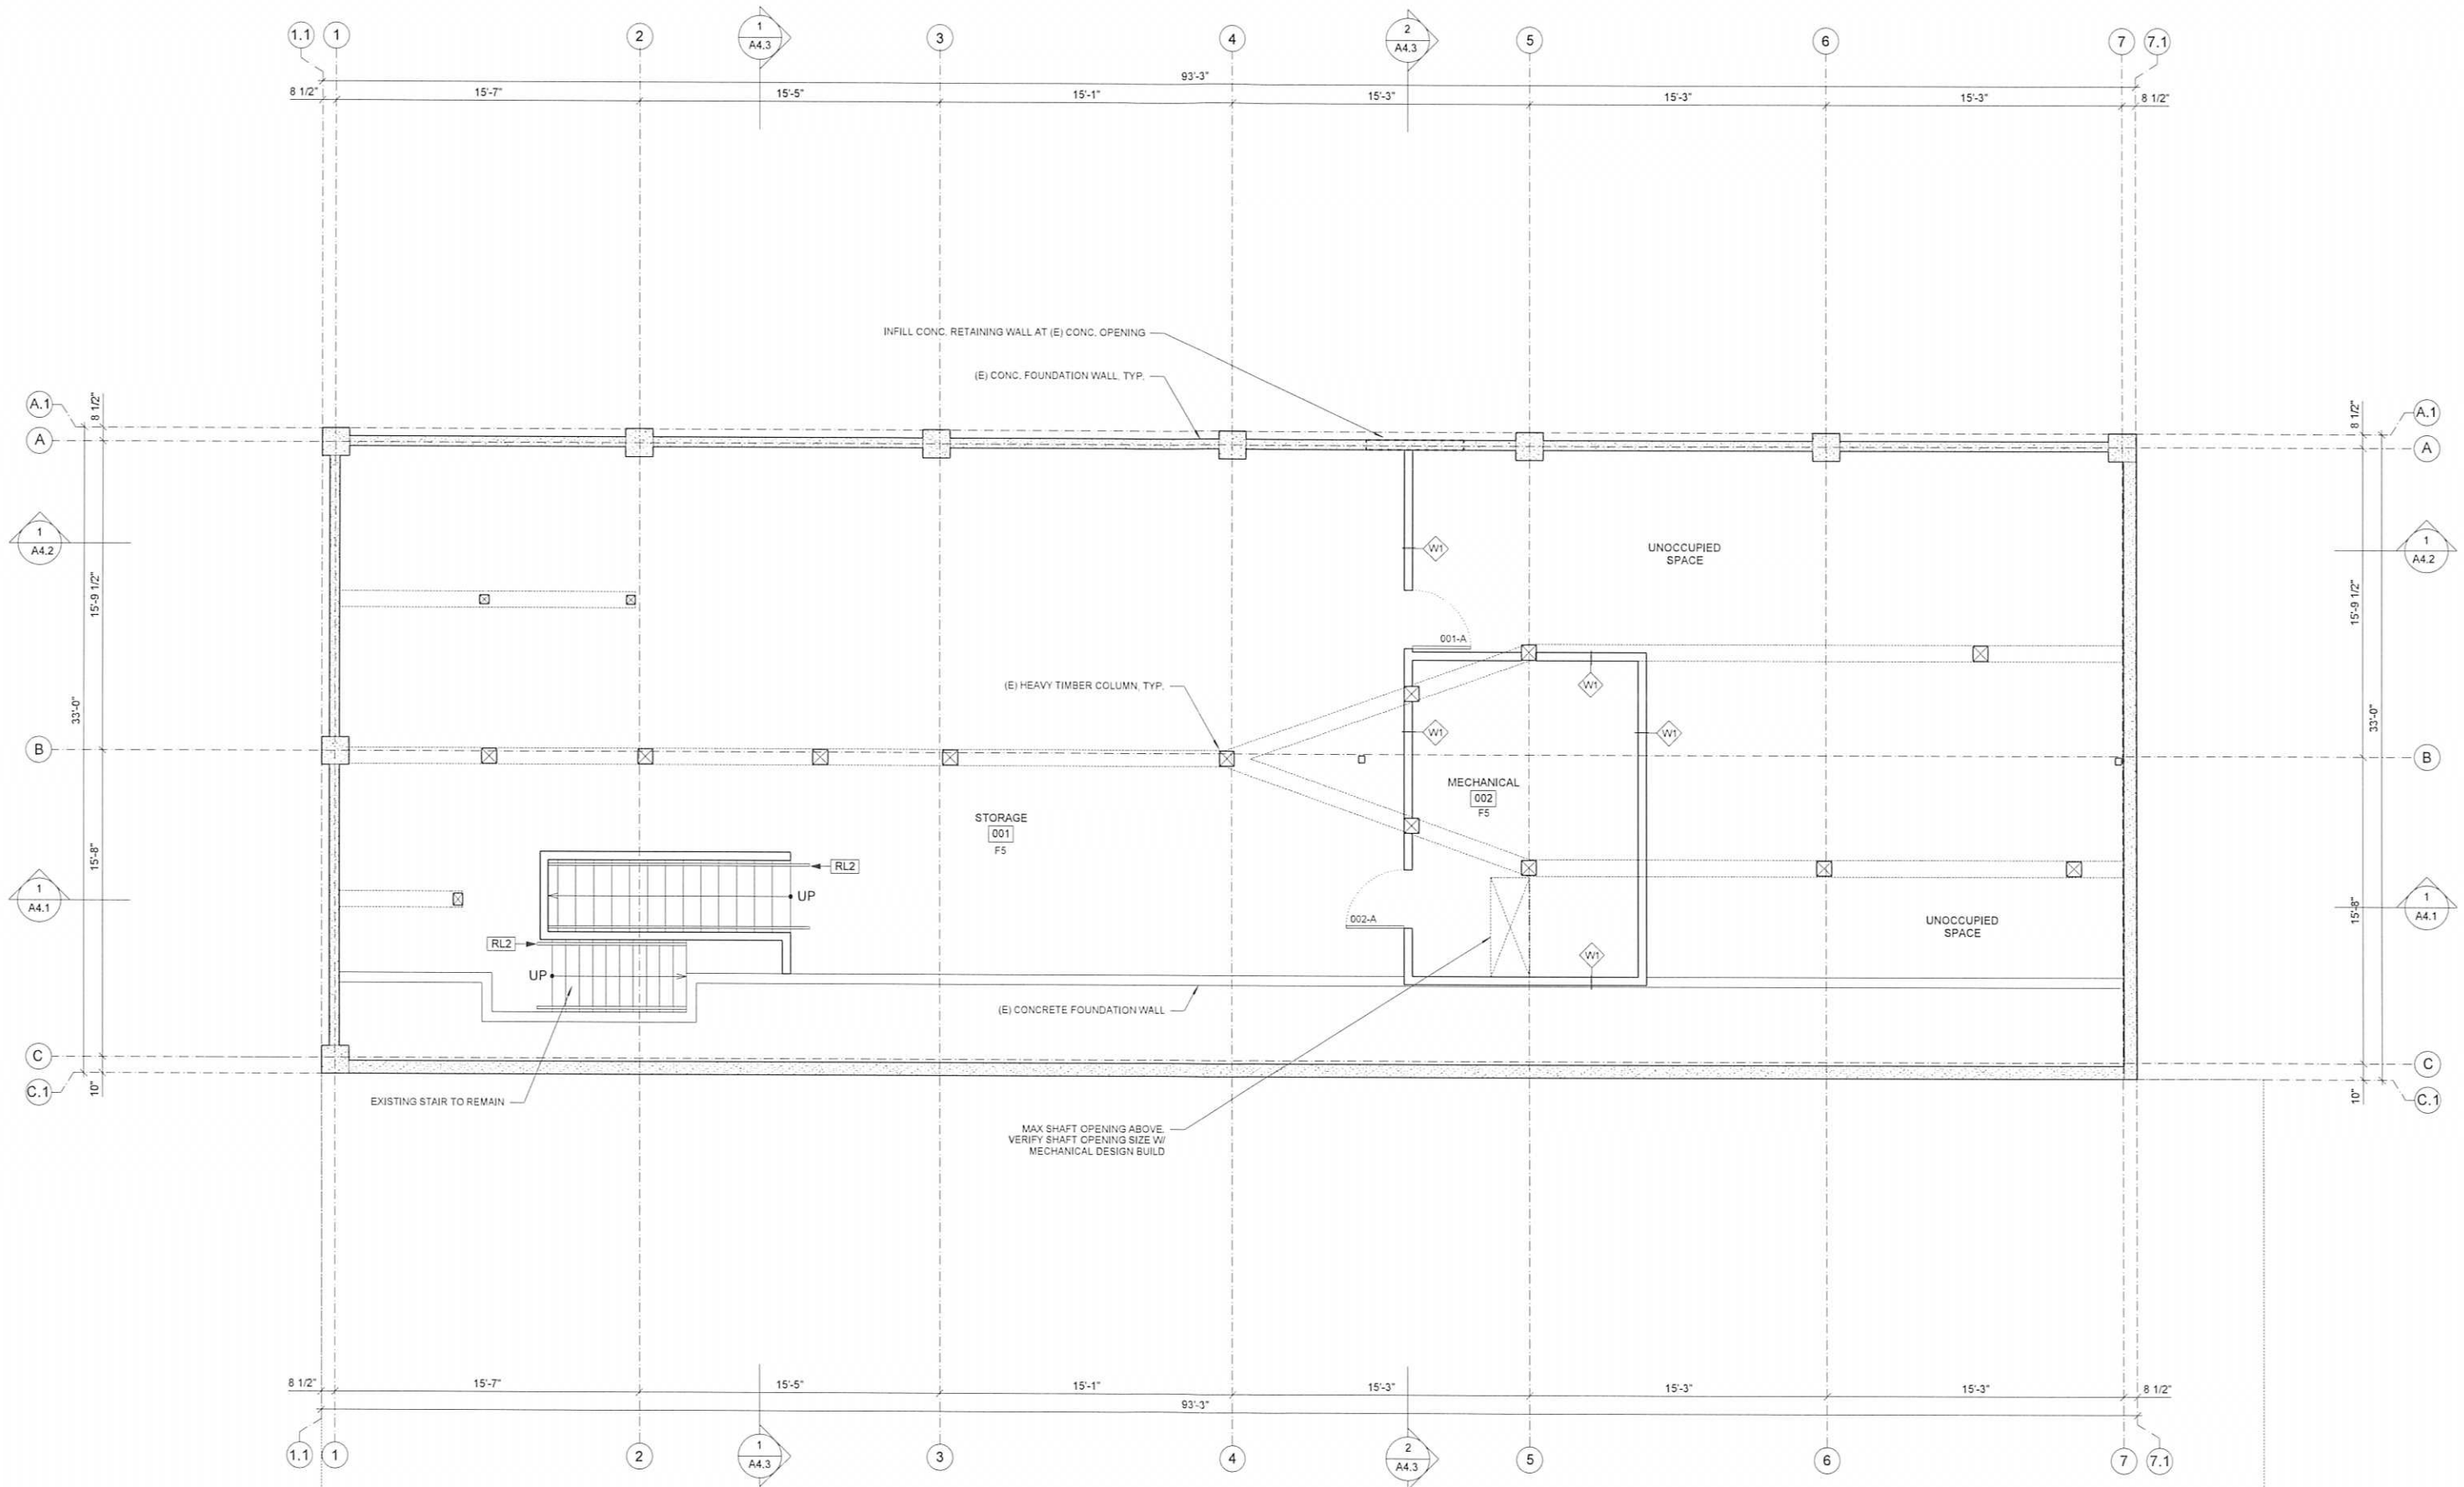 1.1 1 2 1 3 4 2 5 6 7 7.1
A4.3 A4.3
93'-3"
8 1/2" 15'-7" 15'-5" 15'-1" 15'-3" 15'-3" 15'-3" 8 1/2"
INFILL CONC. RETAINING WALL AT (E) CONC. OPENING
(E) CONC. FOUNDATION WALL, TYP.
A.1 8 1/2" 8 1/2" A.1
A A
1 1
A4.2 A4.2
W1
UNOCCUPIED
SPACE
15'-9 1/2" 15'-9 1/2"
001-A
(E) HEAVY TIMBER COLUMN, TYP.
W1
33'-0" 33'-0"
W1 W1
B B
MECHANICAL
002
F5
STORAGE
001
F5
15'-8" 15'-8"
RL2
UP
1 1
A4.1 A4.1
002-A
UNOCCUPIED
SPACE
RL2
W1
UP
(E) CONCRETE FOUNDATION WALL
C C
C.1 10" 10" C.1
EXISTING STAIR TO REMAIN
MAX SHAFT OPENING ABOVE.
VERIFY SHAFT OPENING SIZE W/
MECHANICAL DESIGN BUILD
8 1/2" 15'-7" 15'-5" 15'-1" 15'-3" 15'-3" 15'-3" 8 1/2"
93'-3"
1.1 1 2 1 3 4 2 5 6 7 7.1
A4.3 A4.3